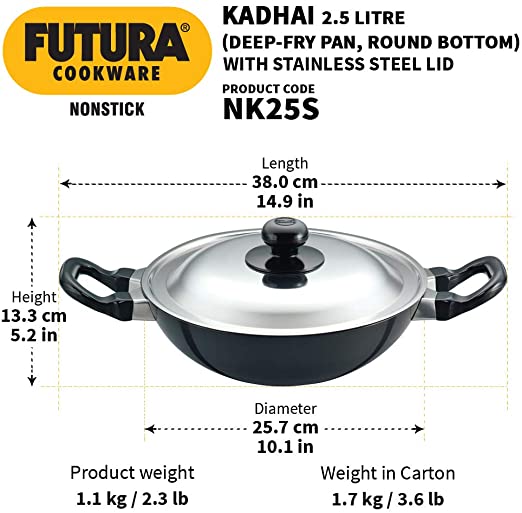 FUTURA®
COOKWARE
NONSTICK
KADHAI 2.5 LITRE
(DEEP-FRY PAN, ROUND BOTTOM)
WITH STAINLESS STEEL LID
PRODUCT CODE
NK25S
Length
38.0 cm
14.9 in
Height
13.3 cm
5.2 in
Diameter
25.7 cm
10.1 in
Product weight
1.1 kg / 2.3 lb
Weight in Carton
1.7 kg / 3.6 lb